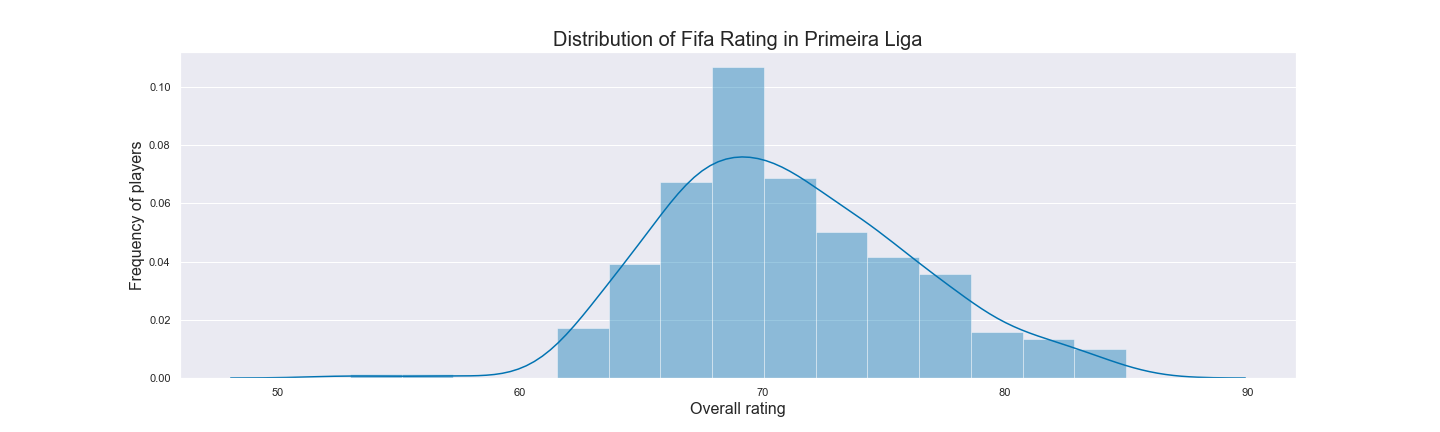 Distribution of Fifa Rating in Primeira Liga
Frequency of players
0.10
0.08
0.06
0.04
0.02
0.00
50 60 70 80 90
Overall rating